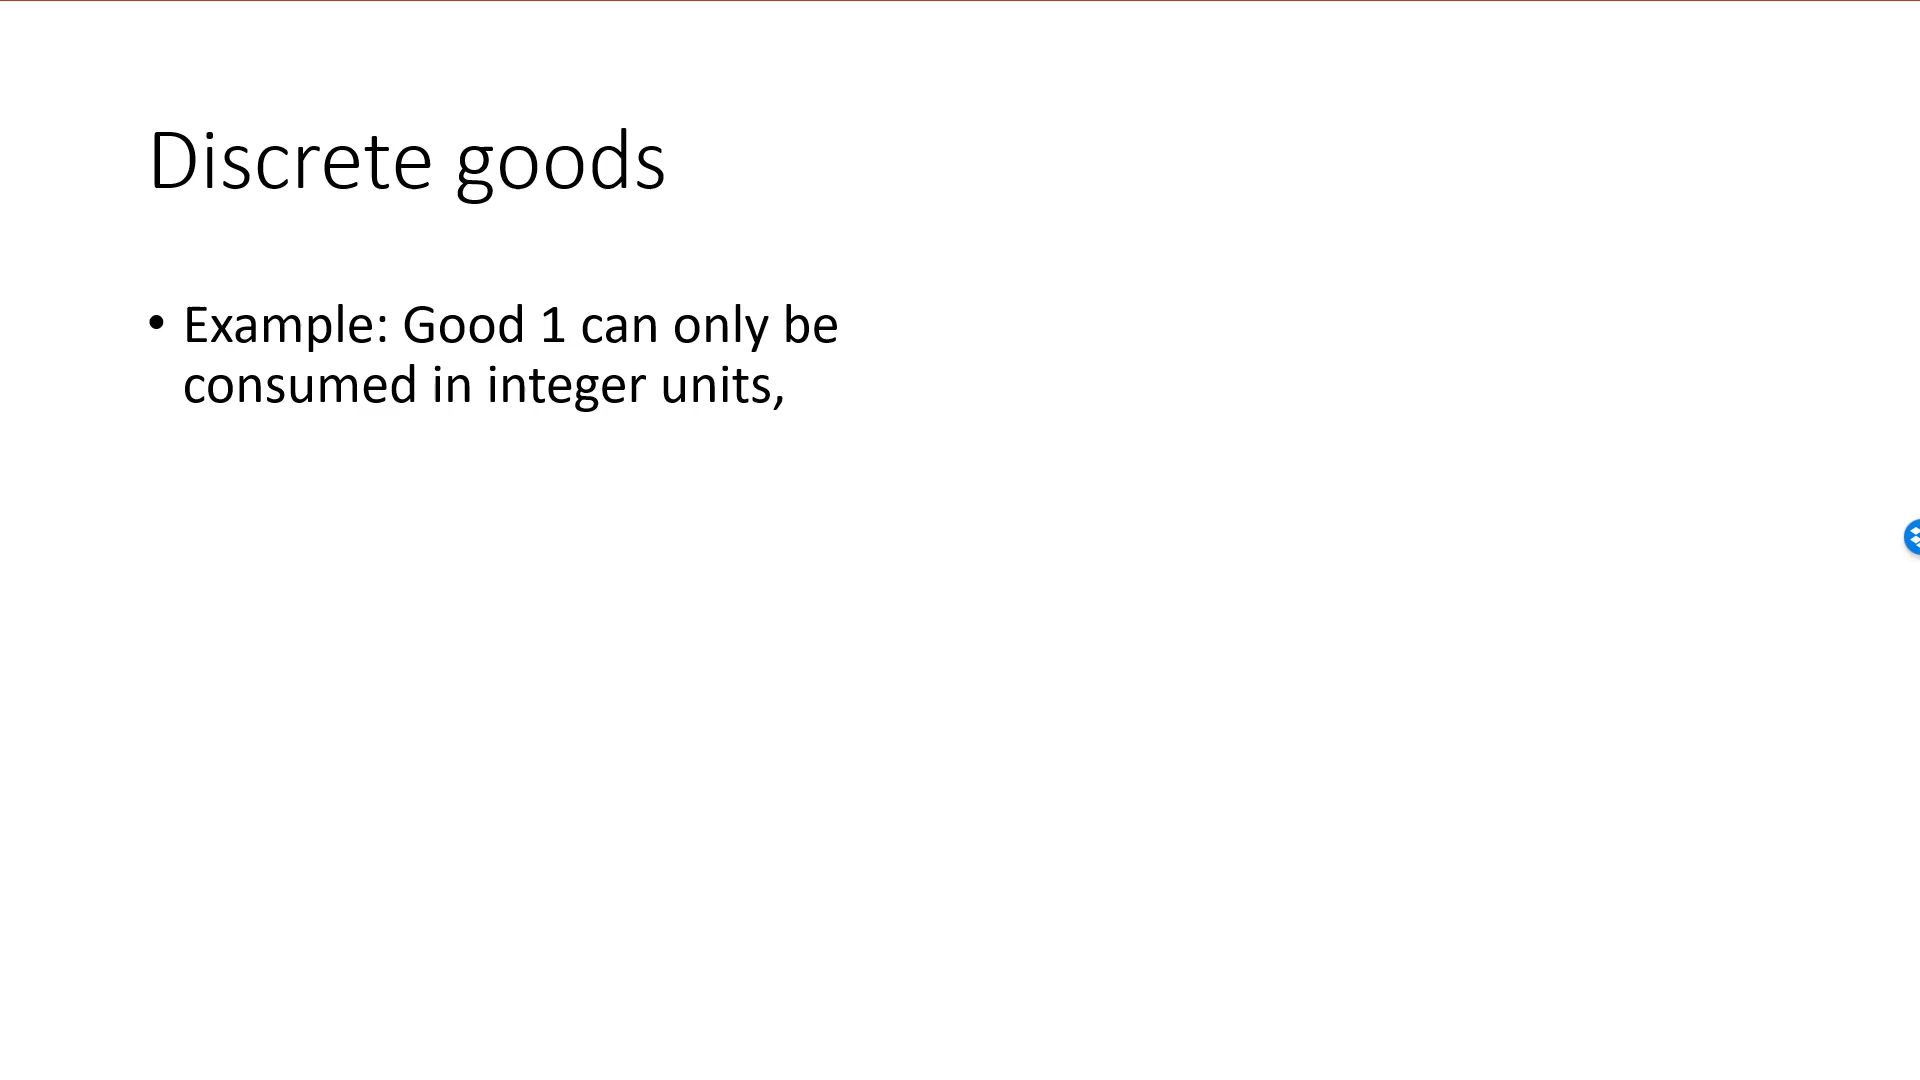 Discrete goods
• Example: Good 1 can only be
consumed in integer units,